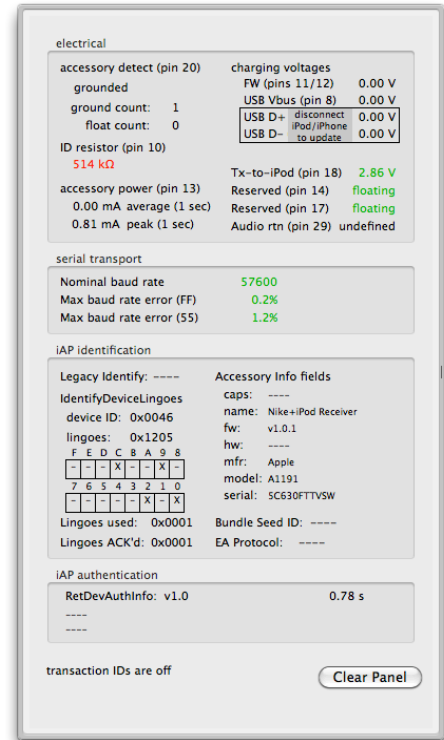 electrical
accessory detect (pin 20)
grounded
ground count: 1
float count: 0
ID resistor (pin 10)
514 kΩ
accessory power (pin 13)
0.00 mA average (1 sec)
0.81 mA peak (1 sec)
charging voltages
FW (pins 11/12) 0.00 V
USB Vbus (pin 8) 0.00 V
USB D+ disconnect 0.00 V
iPod/iPhone
USB D- to update 0.00 V
Tx-to-iPod (pin 18) 2.86 V
Reserved (pin 14) floating
Reserved (pin 17) floating
Audio rtn (pin 29) undefined
serial transport
Nominal baud rate 57600
Max baud rate error (FF) 0.2%
Max baud rate error (55) 1.2%
iAP identification
Legacy Identify: ----
IdentifyDeviceLingoes
device ID: 0x0046
lingoes: 0x1205
F E D C B A 9 8
- - - X - - X -
7 6 5 4 3 2 1 0
- - - - - X - X
Lingoes used: 0x0001
Lingoes ACK'd: 0x0001
Accessory Info fields
caps: ----
name: Nike+iPod Receiver
fw: v1.0.1
hw: ----
mfr: Apple
model: A1191
serial: 5C630FTTVSW
Bundle Seed ID: ----
EA Protocol: ----
iAP authentication
RetDevAuthInfo: v1.0 0.78 s
----
----
transaction IDs are off
Clear Panel